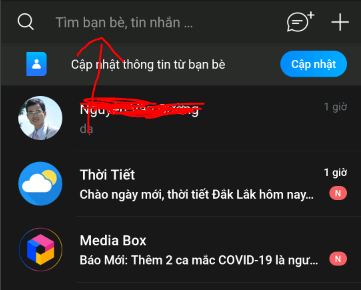 Tìm bạn bè, tin nhắn ...
Cập nhật thông tin từ bạn bè
Cập nhật
1 giờ
dạ
Thời Tiết
1 giờ
Chào ngày mới, thời tiết Đắk Lắk hôm nay...
N
Media Box
Báo Mới: Thêm 2 ca mắc COVID-19 là ngư...
N